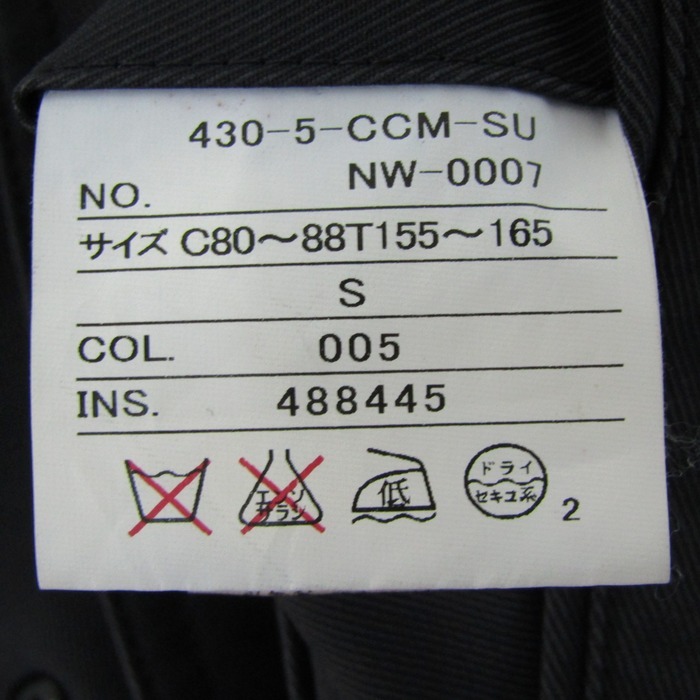 430-5-CCM-SU
NO. NW-0007
サイズ C80〜88T155〜165
S
COL. 005
INS. 488445
エンソ
サラシ
低
ドライ
セキユ系
2